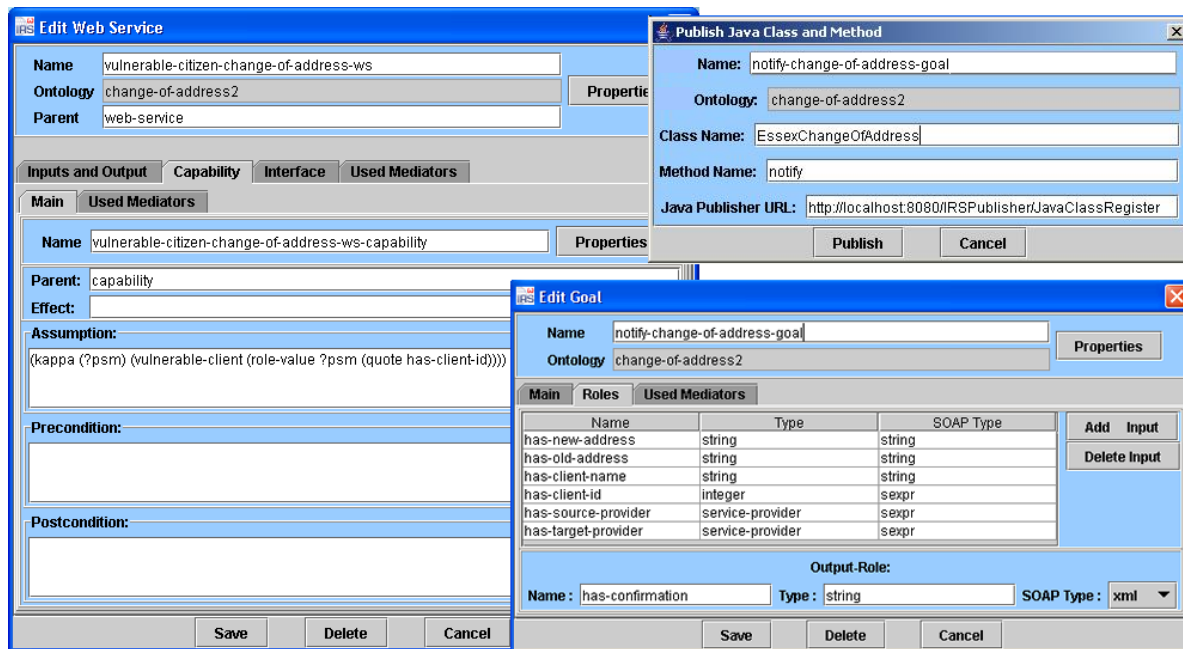 IRS Edit Web Service
Name vulnerable-citizen-change-of-address-ws
Ontology change-of-address2
Parent web-service
Propertie
Inputs and Output Capability Interface Used Mediators
Main Used Mediators
Name vulnerable-citizen-change-of-address-ws-capability Properties
Parent: capability
Effect:
Assumption:
(kappa (?psm) (vulnerable-client (role-value ?psm (quote has-client-id))))
Precondition:
Postcondition:
Save Delete Cancel
Publish Java Class and Method
Name: notify-change-of-address-goal
Ontology: change-of-address2
Class Name: EssexChangeOfAddress
Method Name: notify
Java Publisher URL: http://localhost:8080/IRSPublisher/JavaClassRegister
Publish Cancel
IRS Edit Goal
Name notify-change-of-address-goal
Ontology change-of-address2
Properties
Main Roles Used Mediators
Name Type SOAP Type
has-new-address string string
has-old-address string string
has-client-name string string
has-client-id integer sexpr
has-source-provider service-provider sexpr
has-target-provider service-provider sexpr
Add Input
Delete Input
Output-Role:
Name : has-confirmation Type : string SOAP Type : xml
Save Delete Cancel